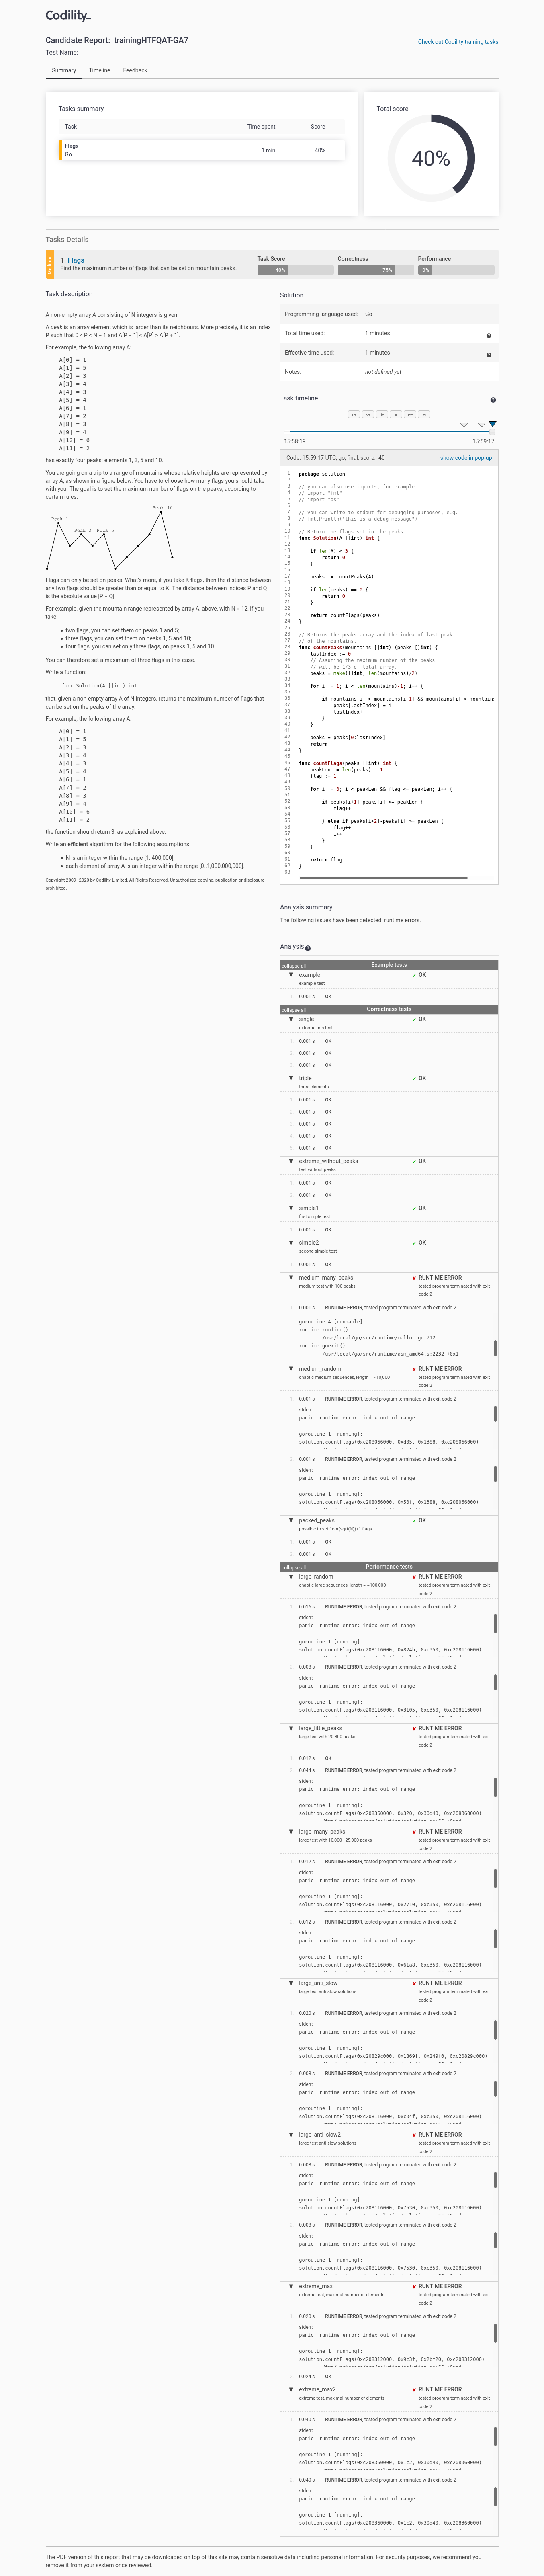 Codility_
Candidate Report: trainingHTFQAT-GA7
Check out Codility training tasks
Test Name:
Summary Timeline Feedback
Tasks summary
Task Time spent Score
Flags
Go
1 min 40%
Total score
40%
Tasks Details
Medium
1. Flags
Find the maximum number of flags that can be set on mountain peaks.
Task Score
40%
Correctness
75%
Performance
0%
Task description
A non-empty array A consisting of N integers is given.
A peak is an array element which is larger than its neighbours. More precisely, it is an index
P such that 0 < P < N − 1 and A[P − 1] < A[P] > A[P + 1].
For example, the following array A:
A[0] = 1
A[1] = 5
A[2] = 3
A[3] = 4
A[4] = 3
A[5] = 4
A[6] = 1
A[7] = 2
A[8] = 3
A[9] = 4
A[10] = 6
A[11] = 2
has exactly four peaks: elements 1, 3, 5 and 10.
You are going on a trip to a range of mountains whose relative heights are represented by
array A, as shown in a figure below. You have to choose how many flags you should take
with you. The goal is to set the maximum number of flags on the peaks, according to
certain rules.
Peak 10
Peak 1
Peak 3 Peak 5
Flags can only be set on peaks. What's more, if you take K flags, then the distance between
any two flags should be greater than or equal to K. The distance between indices P and Q
is the absolute value |P − Q|.
For example, given the mountain range represented by array A, above, with N = 12, if you
take:
• two flags, you can set them on peaks 1 and 5;
• three flags, you can set them on peaks 1, 5 and 10;
• four flags, you can set only three flags, on peaks 1, 5 and 10.
You can therefore set a maximum of three flags in this case.
Write a function:
func Solution(A []int) int
that, given a non-empty array A of N integers, returns the maximum number of flags that
can be set on the peaks of the array.
For example, the following array A:
A[0] = 1
A[1] = 5
A[2] = 3
A[3] = 4
A[4] = 3
A[5] = 4
A[6] = 1
A[7] = 2
A[8] = 3
A[9] = 4
A[10] = 6
A[11] = 2
the function should return 3, as explained above.
Write an efficient algorithm for the following assumptions:
• N is an integer within the range [1..400,000];
• each element of array A is an integer within the range [0..1,000,000,000].
Copyright 2009–2020 by Codility Limited. All Rights Reserved. Unauthorized copying, publication or disclosure
prohibited.
Solution
Programming language used: Go
Total time used: 1 minutes
Effective time used: 1 minutes
Notes: not defined yet
Task timeline
15:58:19 15:59:17
Code: 15:59:17 UTC, go, final, score: 40
show code in pop-up
1 package solution
2
3 // you can also use imports, for example:
4 // import "fmt"
5 // import "os"
6
7 // you can write to stdout for debugging purposes, e.g.
8 // fmt.Println("this is a debug message")
9
10 // Return the flags set in the peaks.
11 func Solution(A []int) int {
12
13 if len(A) < 3 {
14 return 0
15 }
16
17 peaks := countPeaks(A)
18
19 if len(peaks) == 0 {
20 return 0
21 }
22
23 return countFlags(peaks)
24 }
25
26 // Returns the peaks array and the index of last peak
27 // of the mountains.
28 func countPeaks(mountains []int) (peaks []int) {
29 lastIndex := 0
30 // Assuming the maximum number of the peaks
31 // will be 1/3 of total array.
32 peaks = make([]int, len(mountains)/2)
33
34 for i := 1; i < len(mountains)-1; i++ {
35
36 if mountains[i] > mountains[i-1] && mountains[i] > mountain
37 peaks[lastIndex] = i
38 lastIndex++
39 }
40 }
41
42 peaks = peaks[0:lastIndex]
43 return
44 }
45
46 func countFlags(peaks []int) int {
47 peakLen := len(peaks) - 1
48 flag := 1
49
50 for i := 0; i < peakLen && flag <= peakLen; i++ {
51
52 if peaks[i+1]-peaks[i] >= peakLen {
53 flag++
54
55 } else if peaks[i+2]-peaks[i] >= peakLen {
56 flag++
57 i++
58 }
59 }
60
61 return flag
62 }
63
Analysis summary
The following issues have been detected: runtime errors.
Analysis
collapse all Example tests
example ✔ OK
example test
0.001 s OK
collapse all Correctness tests
single ✔ OK
extreme min test
0.001 s OK
0.001 s OK
0.001 s OK
triple ✔ OK
three elements
0.001 s OK
0.001 s OK
0.001 s OK
0.001 s OK
0.001 s OK
extreme_without_peaks ✔ OK
test without peaks
0.001 s OK
0.001 s OK
simple1 ✔ OK
first simple test
0.001 s OK
simple2 ✔ OK
second simple test
0.001 s OK
medium_many_peaks ✘ RUNTIME ERROR
medium test with 100 peaks tested program terminated with exit
code 2
0.001 s RUNTIME ERROR, tested program terminated with exit code 2
goroutine 4 [runnable]:
runtime.runfinq()
/usr/local/go/src/runtime/malloc.go:712
runtime.goexit()
/usr/local/go/src/runtime/asm_amd64.s:2232 +0x1
medium_random ✘ RUNTIME ERROR
chaotic medium sequences, length = ~10,000 tested program terminated with exit
code 2
0.001 s RUNTIME ERROR, tested program terminated with exit code 2
stderr:
panic: runtime error: index out of range
goroutine 1 [running]:
solution.countFlags(0xc208066000, 0xd05, 0x1388, 0xc208066000)
0.001 s RUNTIME ERROR, tested program terminated with exit code 2
stderr:
panic: runtime error: index out of range
goroutine 1 [running]:
solution.countFlags(0xc208066000, 0x50f, 0x1388, 0xc208066000)
packed_peaks ✔ OK
possible to set floor(sqrt(N))+1 flags
0.001 s OK
0.001 s OK
collapse all Performance tests
large_random ✘ RUNTIME ERROR
chaotic large sequences, length = ~100,000 tested program terminated with exit
code 2
0.016 s RUNTIME ERROR, tested program terminated with exit code 2
stderr:
panic: runtime error: index out of range
goroutine 1 [running]:
solution.countFlags(0xc208116000, 0x824b, 0xc350, 0xc208116000)
0.008 s RUNTIME ERROR, tested program terminated with exit code 2
stderr:
panic: runtime error: index out of range
goroutine 1 [running]:
solution.countFlags(0xc208116000, 0x3105, 0xc350, 0xc208116000)
large_little_peaks ✘ RUNTIME ERROR
large test with 20-800 peaks tested program terminated with exit
code 2
0.012 s OK
0.044 s RUNTIME ERROR, tested program terminated with exit code 2
stderr:
panic: runtime error: index out of range
goroutine 1 [running]:
solution.countFlags(0xc208360000, 0x320, 0x30d40, 0xc208360000)
large_many_peaks ✘ RUNTIME ERROR
large test with 10,000 - 25,000 peaks tested program terminated with exit
code 2
0.012 s RUNTIME ERROR, tested program terminated with exit code 2
stderr:
panic: runtime error: index out of range
goroutine 1 [running]:
solution.countFlags(0xc208116000, 0x2710, 0xc350, 0xc208116000)
0.012 s RUNTIME ERROR, tested program terminated with exit code 2
stderr:
panic: runtime error: index out of range
goroutine 1 [running]:
solution.countFlags(0xc208116000, 0x61a8, 0xc350, 0xc208116000)
large_anti_slow ✘ RUNTIME ERROR
large test anti slow solutions tested program terminated with exit
code 2
0.020 s RUNTIME ERROR, tested program terminated with exit code 2
stderr:
panic: runtime error: index out of range
goroutine 1 [running]:
solution.countFlags(0xc20829c000, 0x1869f, 0x249f0, 0xc20829c000)
0.008 s RUNTIME ERROR, tested program terminated with exit code 2
stderr:
panic: runtime error: index out of range
goroutine 1 [running]:
solution.countFlags(0xc208116000, 0xc34f, 0xc350, 0xc208116000)
large_anti_slow2 ✘ RUNTIME ERROR
large test anti slow solutions tested program terminated with exit
code 2
0.008 s RUNTIME ERROR, tested program terminated with exit code 2
stderr:
panic: runtime error: index out of range
goroutine 1 [running]:
solution.countFlags(0xc208116000, 0x7530, 0xc350, 0xc208116000)
0.008 s RUNTIME ERROR, tested program terminated with exit code 2
stderr:
panic: runtime error: index out of range
goroutine 1 [running]:
solution.countFlags(0xc208116000, 0x7530, 0xc350, 0xc208116000)
extreme_max ✘ RUNTIME ERROR
extreme test, maximal number of elements tested program terminated with exit
code 2
0.020 s RUNTIME ERROR, tested program terminated with exit code 2
stderr:
panic: runtime error: index out of range
goroutine 1 [running]:
solution.countFlags(0xc208312000, 0x9c3f, 0x2bf20, 0xc208312000)
0.024 s OK
extreme_max2 ✘ RUNTIME ERROR
extreme test, maximal number of elements tested program terminated with exit
code 2
0.040 s RUNTIME ERROR, tested program terminated with exit code 2
stderr:
panic: runtime error: index out of range
goroutine 1 [running]:
solution.countFlags(0xc208360000, 0x1c2, 0x30d40, 0xc208360000)
0.040 s RUNTIME ERROR, tested program terminated with exit code 2
stderr:
panic: runtime error: index out of range
goroutine 1 [running]:
solution.countFlags(0xc208360000, 0x1c2, 0x30d40, 0xc208360000)
The PDF version of this report that may be downloaded on top of this site may contain sensitive data including personal information. For security purposes, we recommend you
remove it from your system once reviewed.